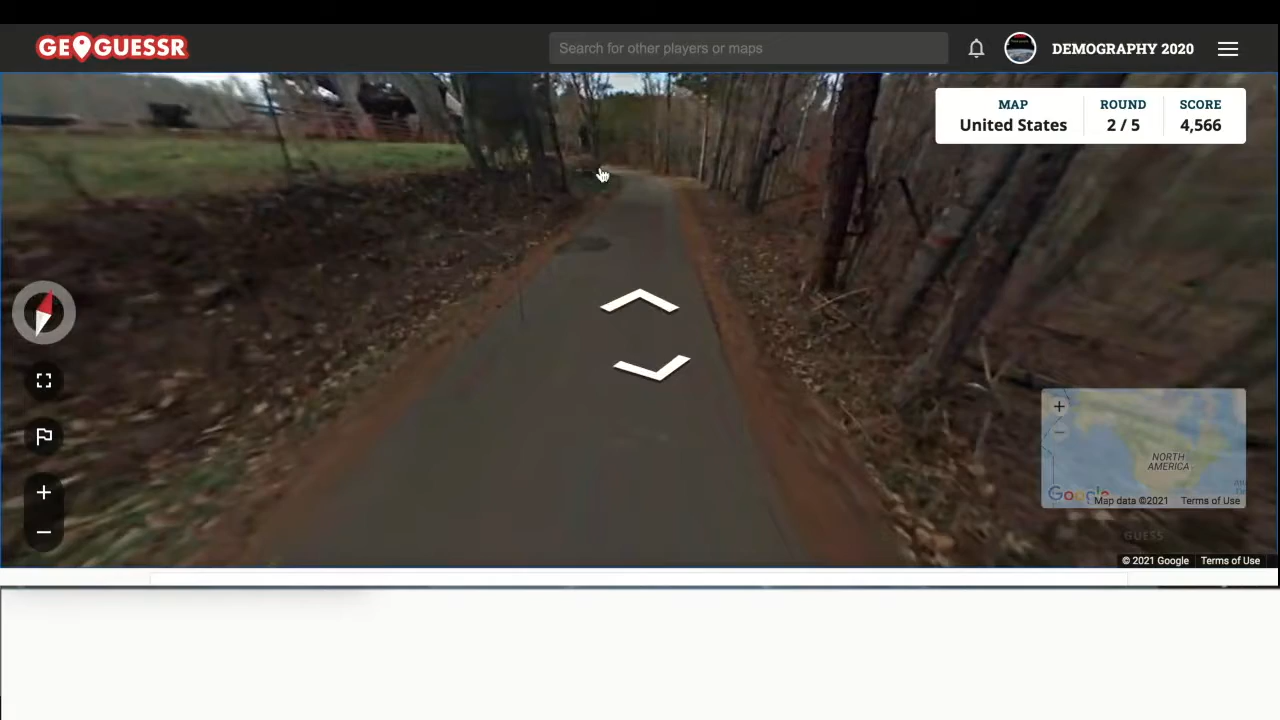 GEOGUESSR
Search for other players or maps
DEMOGRAPHY 2020
MAP
United States
ROUND
2 / 5
SCORE
4,566
NORTH
AMERICA
Google
Map data ©2021
Terms of Use
GUESS
© 2021 Google
Terms of Use